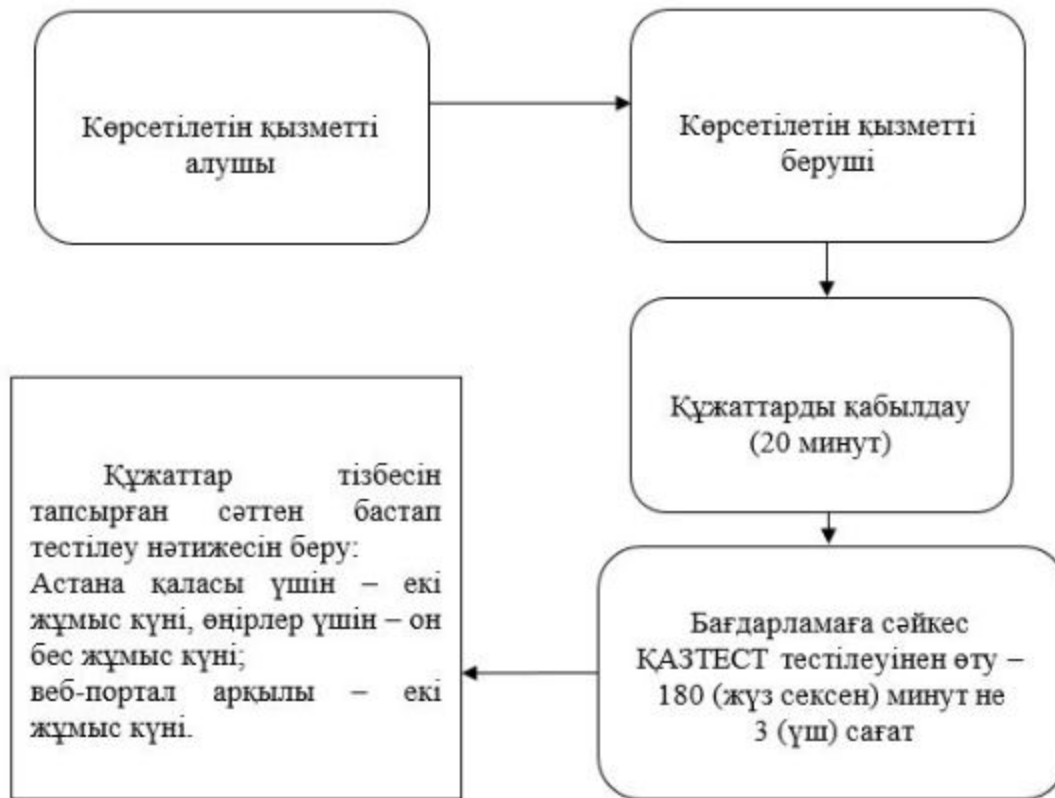 Көрсетілетін қызметті
алушы
Көрсетілетін қызметті
беруші
Құжаттарды қабылдау
(20 минут)
Бағдарламаға сәйкес
ҚАЗТЕСТ тестілеуінен өту –
180 (жүз сексен) минут не
3 (үш) сағат
Құжаттар тізбесін
тапсырған сәттен бастап
тестілеу нәтижесін беру:
Астана қаласы үшін – екі
жұмыс күні, өңірлер үшін – он
бес жұмыс күні;
веб-портал арқылы – екі
жұмыс күні.